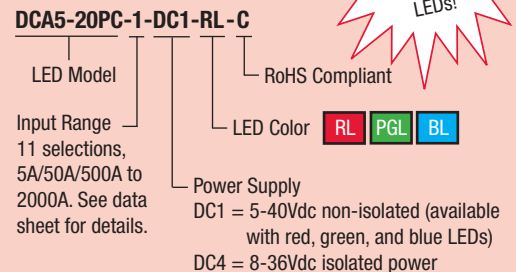 LEDs!
DCA5-20PC-1-DC1-RL-C
LED Model
RoHS Compliant
Input Range
11 selections,
5A/50A/500A to
2000A. See data
sheet for details.
LED Color RL PGL BL
Power Supply
DC1 = 5-40Vdc non-isolated (available
with red, green, and blue LEDs)
DC4 = 8-36Vdc isolated power